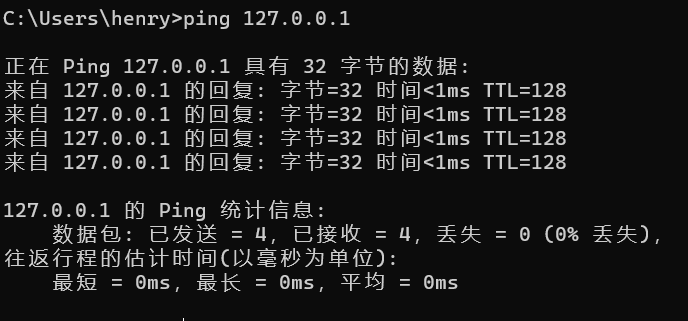 C:\Users\henry>ping 127.0.0.1
正在 Ping 127.0.0.1 具有 32 字节的数据:
来自 127.0.0.1 的回复: 字节=32 时间<1ms TTL=128
来自 127.0.0.1 的回复: 字节=32 时间<1ms TTL=128
来自 127.0.0.1 的回复: 字节=32 时间<1ms TTL=128
来自 127.0.0.1 的回复: 字节=32 时间<1ms TTL=128
127.0.0.1 的 Ping 统计信息:
    数据包: 已发送 = 4，已接收 = 4，丢失 = 0 (0% 丢失)，
往返行程的估计时间(以毫秒为单位):
    最短 = 0ms，最长 = 0ms，平均 = 0ms